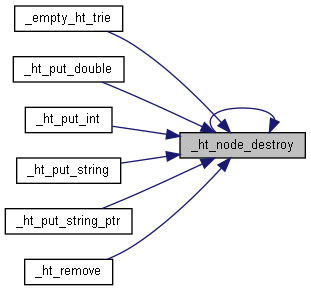 _empty_ht_trie
_ht_put_double
_ht_put_int
_ht_node_destroy
_ht_put_string
_ht_put_string_ptr
_ht_remove